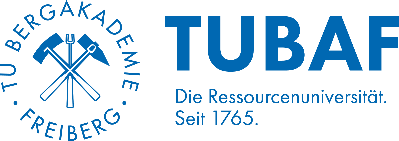 TU BERGAKADEMIE
· FREIBERG ·
TUBAF
Die Ressourcenuniversität.
Seit 1765.